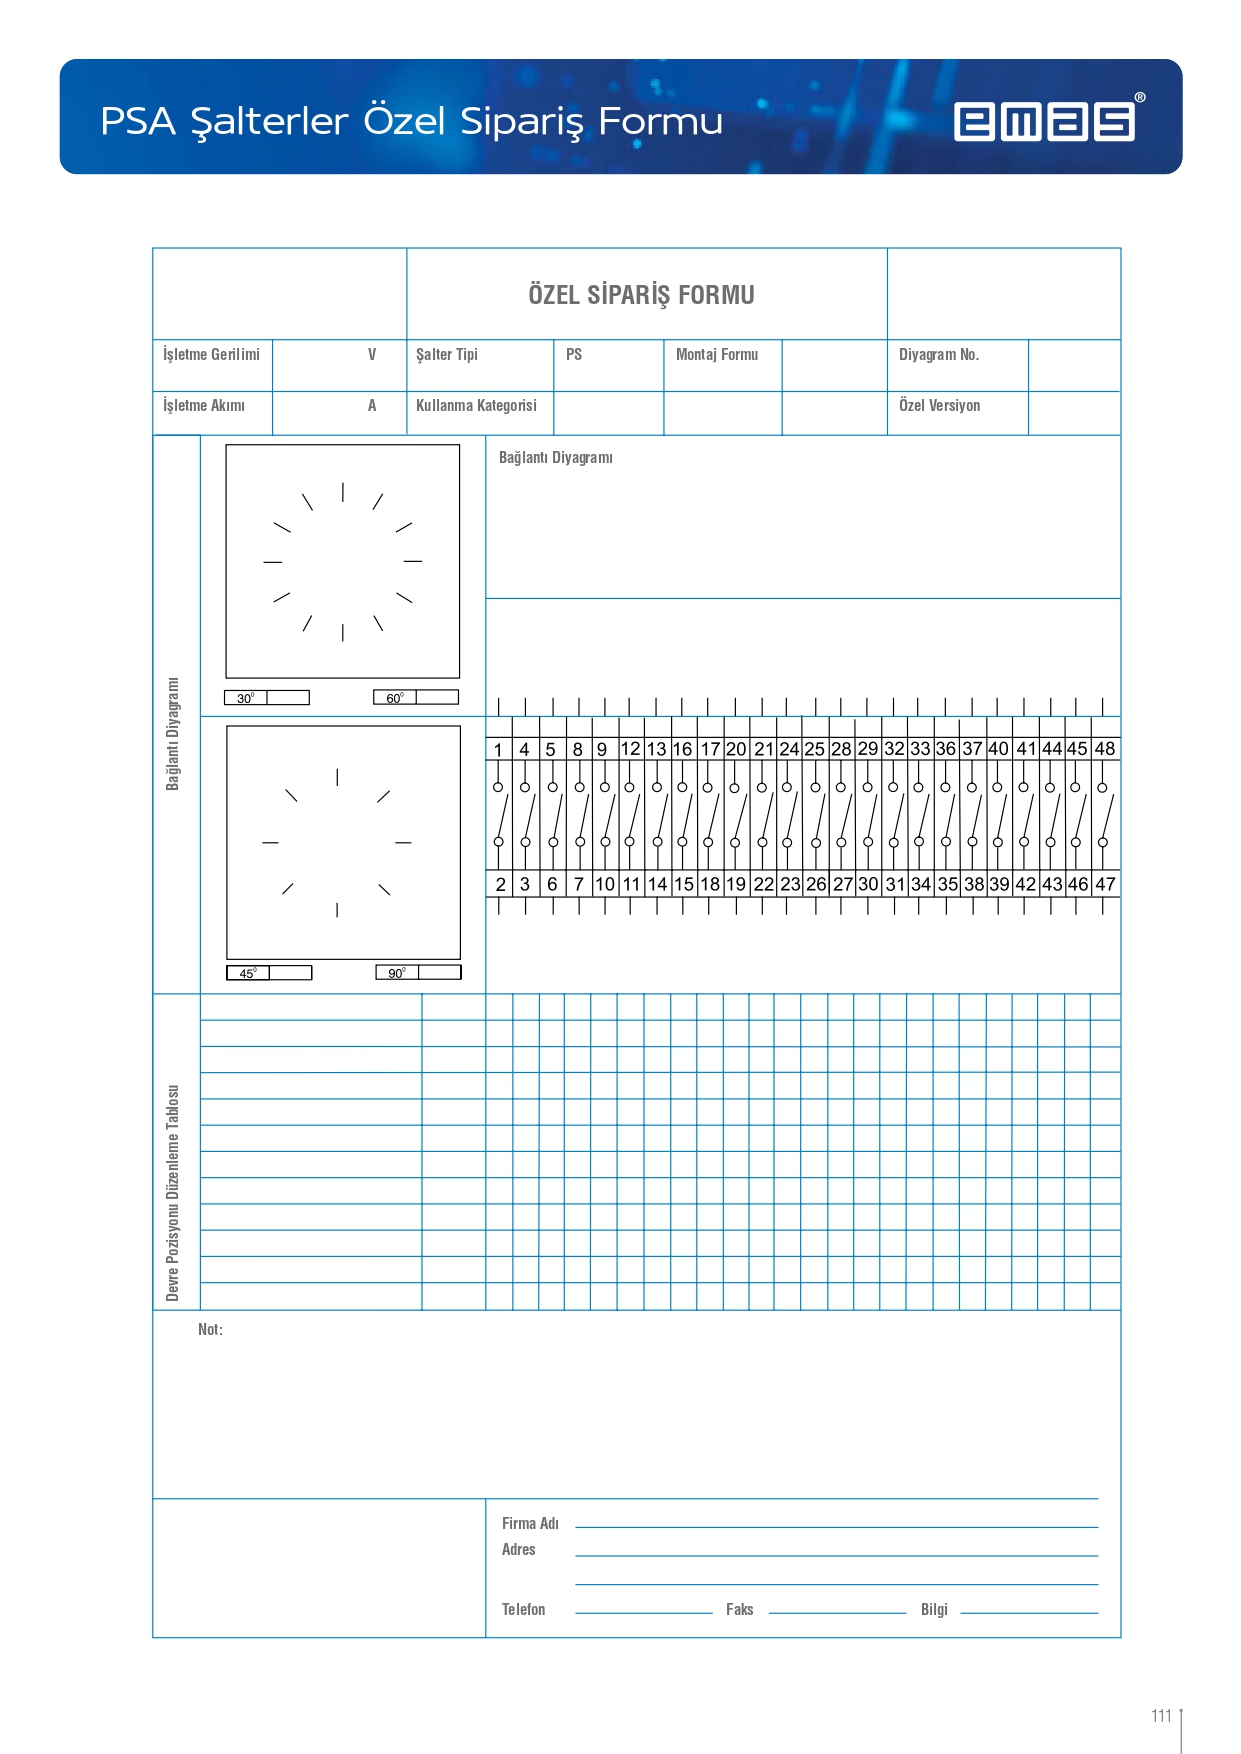 PSA Şalterler Özel Sipariş Formu
emas®
ÖZEL SİPARİŞ FORMU
İşletme Gerilimi V Şalter Tipi PS Montaj Formu Diyagram No.
İşletme Akımı A Kullanma Kategorisi Özel Versiyon
Bağlantı Diyagramı
Bağlantı Diyagramı
30° 60°
1 4 5 8 9 12 13 16 17 20 21 24 25 28 29 32 33 36 37 40 41 44 45 48
2 3 6 7 10 11 14 15 18 19 22 23 26 27 30 31 34 35 38 39 42 43 46 47
45° 90°
Devre Pozisyonu Düzenleme Tablosu
Not:
Firma Adı
Adres
Telefon Faks Bilgi
111